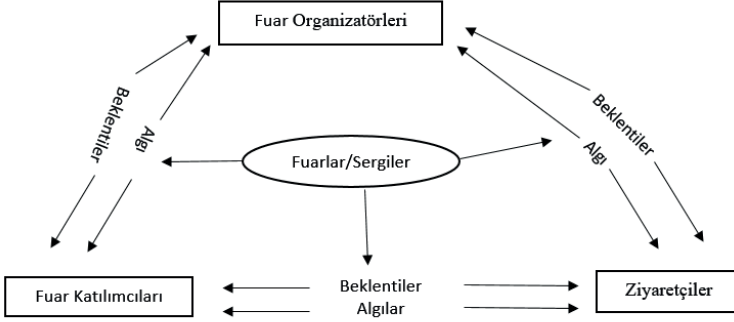 Fuar Organizatörleri
Beklentiler
Algı
Beklentiler
Algı
Fuarlar/Sergiler
Fuar Katılımcıları
Beklentiler
Algılar
Ziyaretçiler